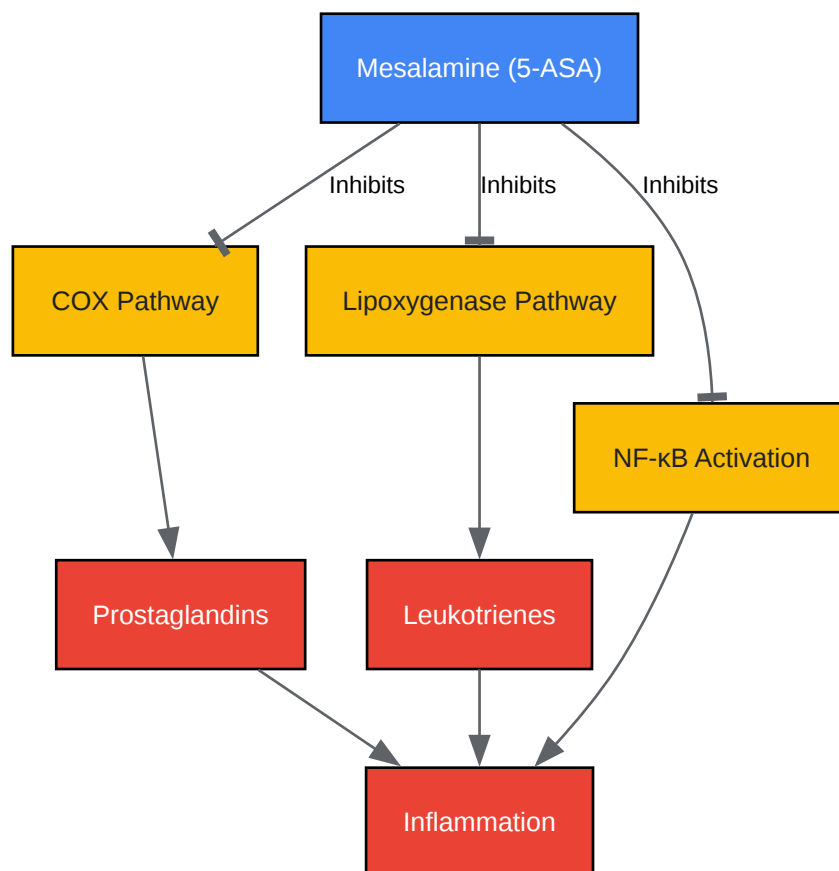 Mesalamine (5-ASA)
Inhibits
Inhibits
Inhibits
COX Pathway
Lipoxygenase Pathway
NF-κB Activation
Prostaglandins
Leukotrienes
Inflammation